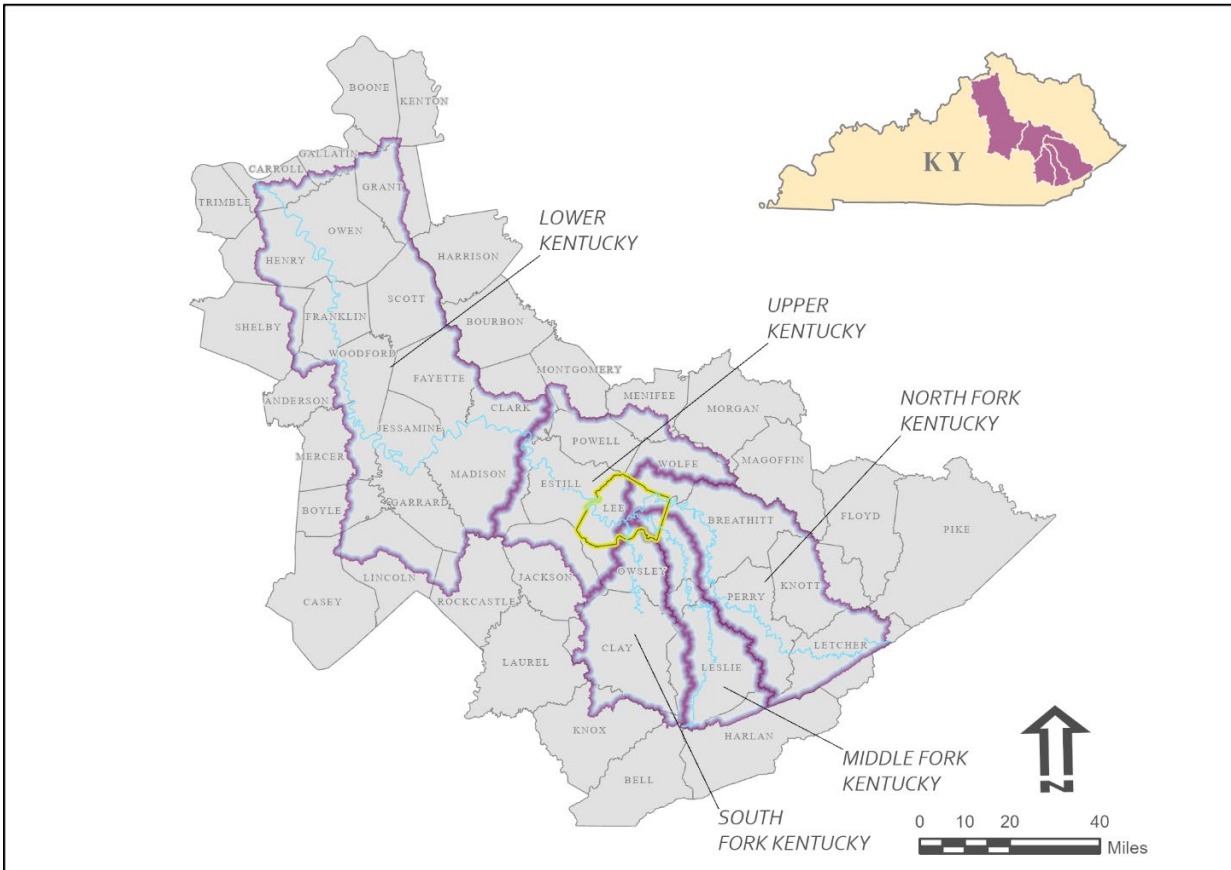 BOONE
KENTON
GALLATIN
CARROLL
GRANT
TRIMBLE
KY
OWEN
LOWER
KENTUCKY
HENRY
HARRISON
SCOTT
UPPER
KENTUCKY
FRANKLIN
SHELBY
BOURBON
WOODFORD
MONTGOMERY
FAYETTE
MENIFEE
NORTH FORK
KENTUCKY
ANDERSON
CLARK
MORGAN
JESSAMINE
POWELL
MERCER
WOLFE
MAGOFFIN
MADISON
ESTILL
GARRARD
LEE
BOYLE
BREATHITT
FLOYD
PIKE
JACKSON
OWSLEY
LINCOLN
KNOTT
CASEY
ROCKCASTLE
PERRY
LETCHER
CLAY
LAUREL
LESLIE
KNOX
HARLAN
MIDDLE FORK
KENTUCKY
BELL
N
SOUTH
FORK KENTUCKY
0 10 20 40
Miles